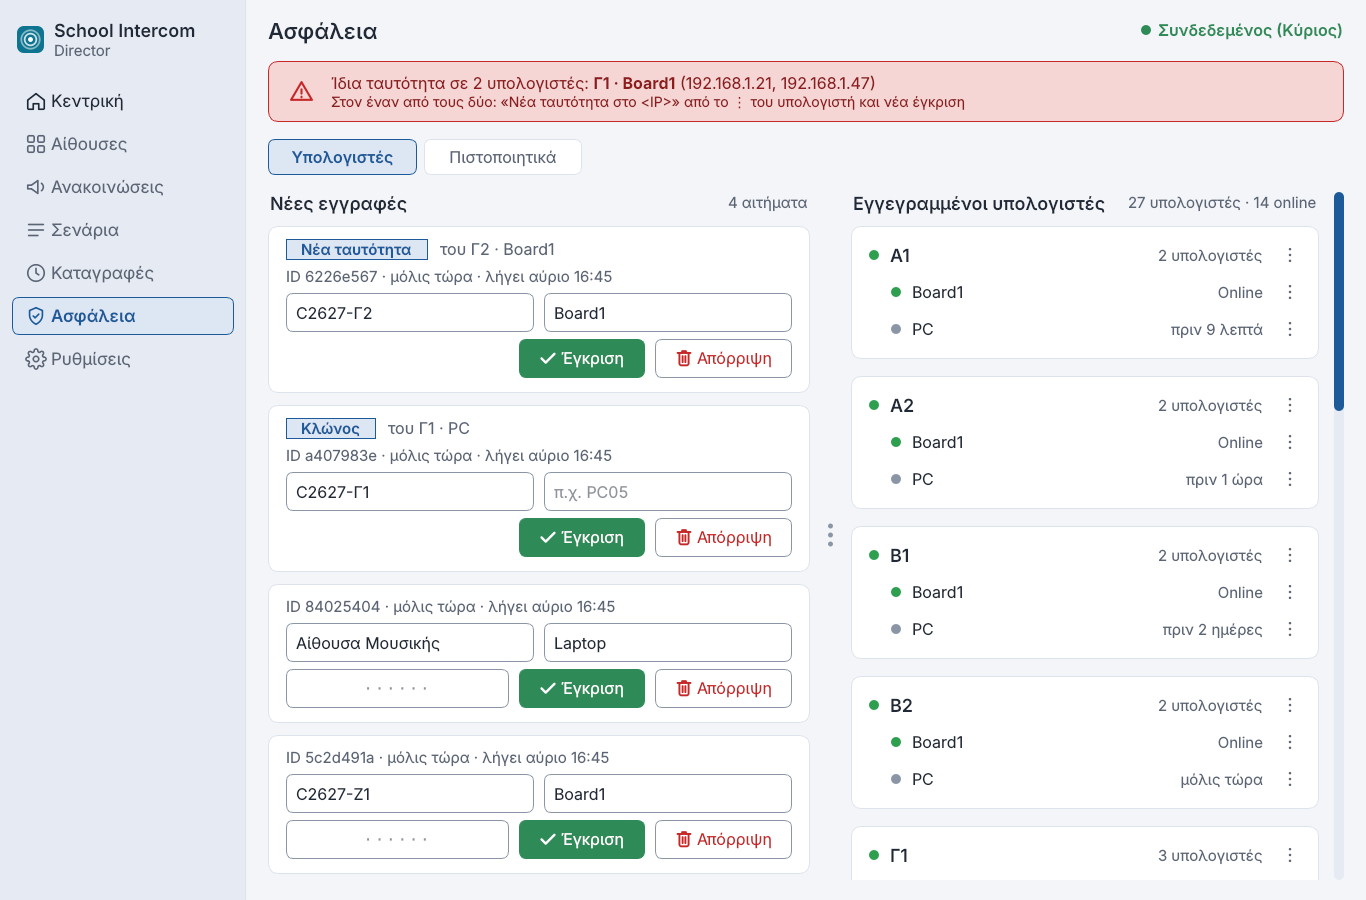 School Intercom
Director
Κεντρική
Αίθουσες
Ανακοινώσεις
Σενάρια
Καταγραφές
Ασφάλεια
Ρυθμίσεις
Ασφάλεια
Συνδεδεμένος (Κύριος)
Ίδια ταυτότητα σε 2 υπολογιστές: Γ1 · Board1 (192.168.1.21, 192.168.1.47)
Στον έναν από τους δύο: «Νέα ταυτότητα στο <IP>» από το ⋮ του υπολογιστή και νέα έγκριση
Υπολογιστές
Πιστοποιητικά
Νέες εγγραφές
4 αιτήματα
Νέα ταυτότητα του Γ2 · Board1
ID 6226e567 · μόλις τώρα · λήγει αύριο 16:45
C2627-Γ2
Board1
Έγκριση
Απόρριψη
Κλώνος του Γ1 · PC
ID a407983e · μόλις τώρα · λήγει αύριο 16:45
C2627-Γ1
π.χ. PC05
Έγκριση
Απόρριψη
ID 84025404 · μόλις τώρα · λήγει αύριο 16:45
Αίθουσα Μουσικής
Laptop
······
Έγκριση
Απόρριψη
ID 5c2d491a · μόλις τώρα · λήγει αύριο 16:45
C2627-Ζ1
Board1
······
Έγκριση
Απόρριψη
Εγγεγραμμένοι υπολογιστές
27 υπολογιστές · 14 online
Α1
2 υπολογιστές
Board1
Online
PC
πριν 9 λεπτά
Α2
2 υπολογιστές
Board1
Online
PC
πριν 1 ώρα
Β1
2 υπολογιστές
Board1
Online
PC
πριν 2 ημέρες
Β2
2 υπολογιστές
Board1
Online
PC
μόλις τώρα
Γ1
3 υπολογιστές